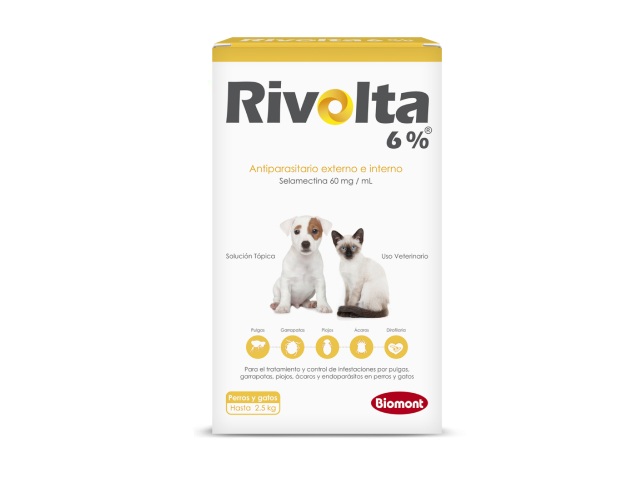 Rivolta 6%
Rivolta
6%®
Antiparasitario externo e interno
Selamectina 60 mg / mL
Solución Tópica
Uso Veterinario
Pulgas Garrapatas Piojos Ácaros Dirofilaria
Para el tratamiento y control de infestaciones por pulgas,
garrapatas, piojos, ácaros y endoparásitos en perros y gatos
Perros y gatos
Hasta 2.5 kg
Biomont